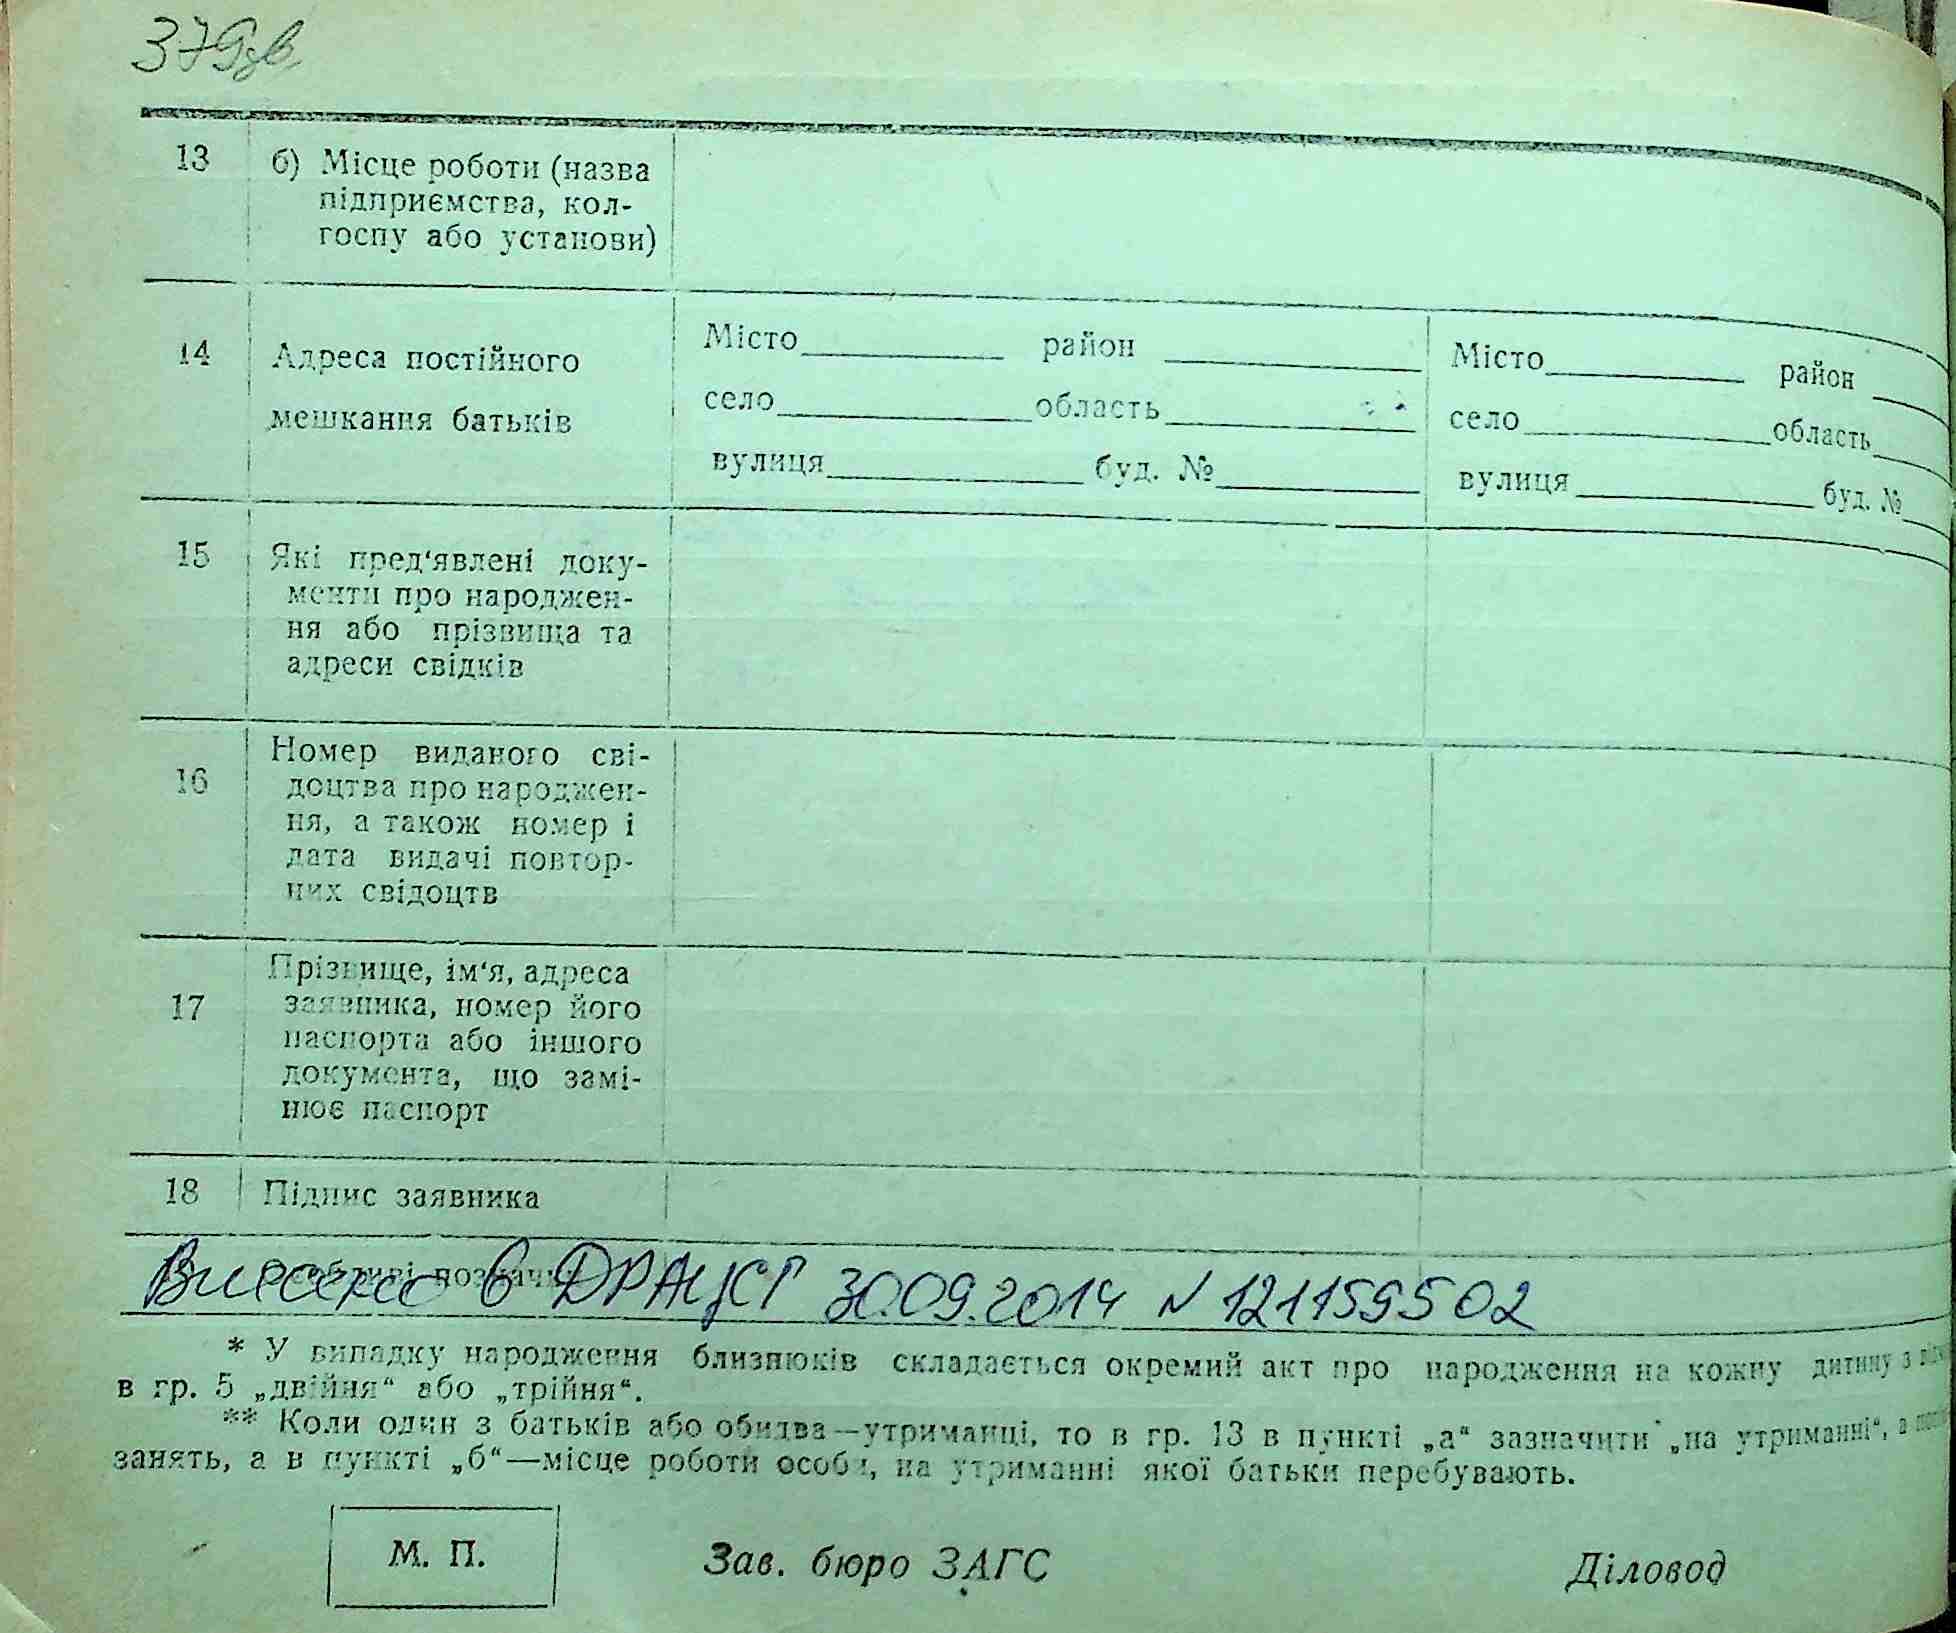 379зв.
13 б) Місце роботи (назва
підприємства, кол-
госпу або установи)
14 Адреса постійного
мешкання батьків
Місто район
село область
вулиця буд. №
Місто район
село область
вулиця буд. №
15 Які пред‘явлені доку-
менти про народжен-
ня або прізвища та
адреси свідків
16 Номер виданого сві-
доцтва про народжен-
ня, а також номер і
дата видачі повтор-
них свідоцтв
17 Прізвище, ім‘я, адреса
заявника, номер його
паспорта або іншого
документа, що замі-
нює паспорт
18 Підпис заявника
Особливі позначки
Внесено в ДРАЦСГ 30.09.2014 N 121159502
* У випадку народження близнюків складається окремий акт про народження на кожну дитину з
в гр. 5 „двійня“ або „трійня“.
** Коли один з батьків або обидва—утриманці, то в гр. 13 в пункті „а“ зазначити „на утриманні“, а
занять, а в пункті „б“—місце роботи особи, на утриманні якої батьки перебувають.
М. П. Зав. бюро ЗАГС Діловод